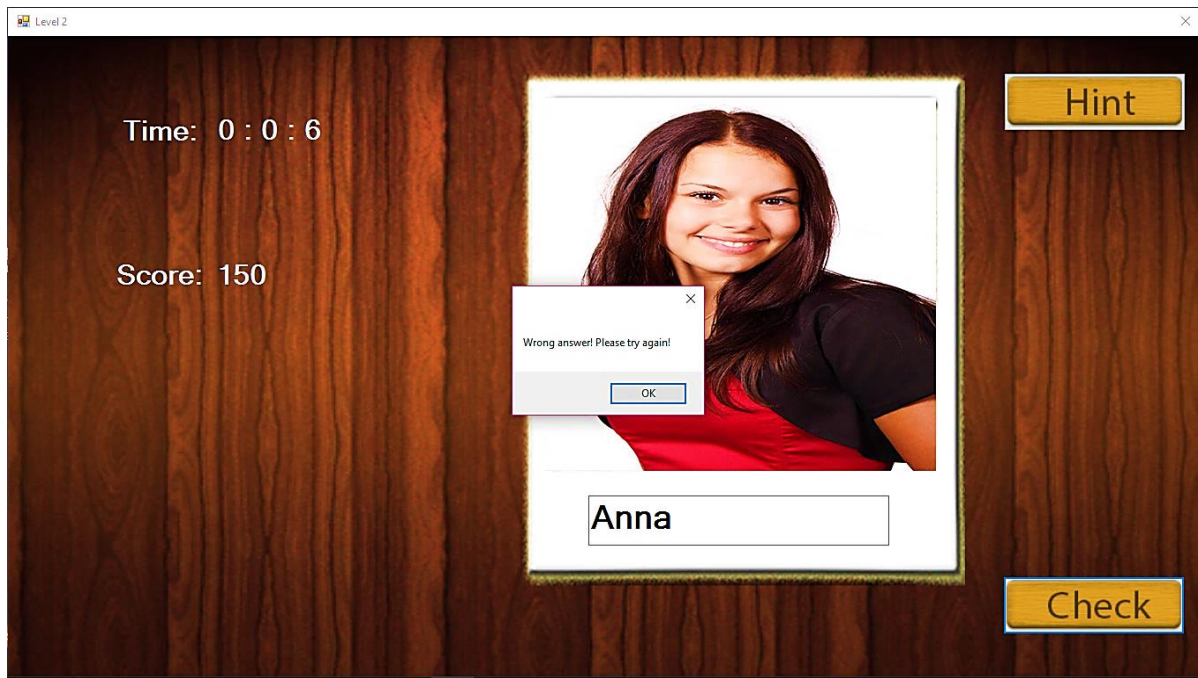 Level 2
Time: 0 : 0 : 6
Hint
Score: 150
Wrong answer! Please try again!
OK
Anna
Check